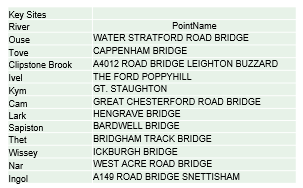 Key Sites
River PointName
Ouse WATER STRATFORD ROAD BRIDGE
Tove CAPPENHAM BRIDGE
Clipstone Brook A4012 ROAD BRIDGE LEIGHTON BUZZARD
Ivel THE FORD POPPYHILL
Kym GT. STAUGHTON
Cam GREAT CHESTERFORD ROAD BRIDGE
Lark HENGRAVE BRIDGE
Sapiston BARDWELL BRIDGE
Thet BRIDGHAM TRACK BRIDGE
Wissey ICKBURGH BRIDGE
Nar WEST ACRE ROAD BRIDGE
Ingol A149 ROAD BRIDGE SNETTISHAM